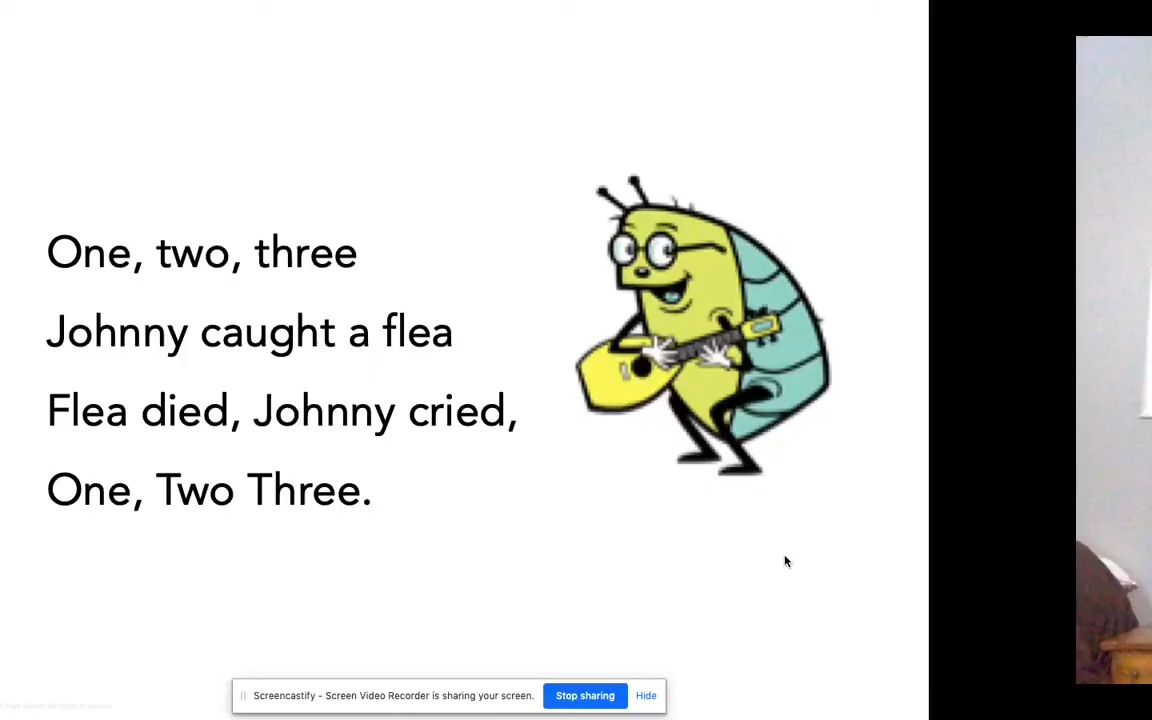 One, two, three
Johnny caught a flea
Flea died, Johnny cried,
One, Two Three.
Screencastify - Screen Video Recorder is sharing your screen.
Stop sharing
Hide